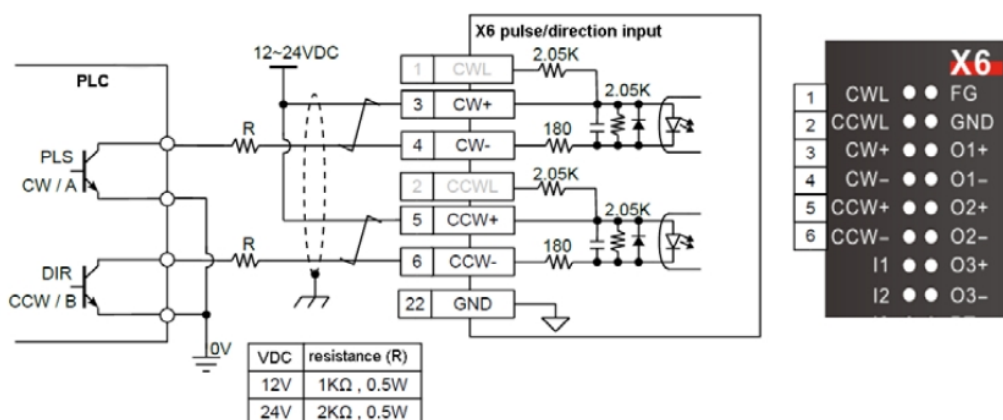 X6 pulse/direction input
12~24VDC
PLC
PLS
CW / A
DIR
CCW / B
0V
R
R
1 CWL
3 CW+
4 CW-
2 CCWL
5 CCW+
6 CCW-
22 GND
2.05K
2.05K
180
2.05K
2.05K
180
VDC resistance (R)
12V 1KΩ , 0.5W
24V 2KΩ , 0.5W
X6
1 CWL FG
2 CCWL GND
3 CW+ O1+
4 CW− O1−
5 CCW+ O2+
6 CCW− O2−
I1 O3+
I2 O3−